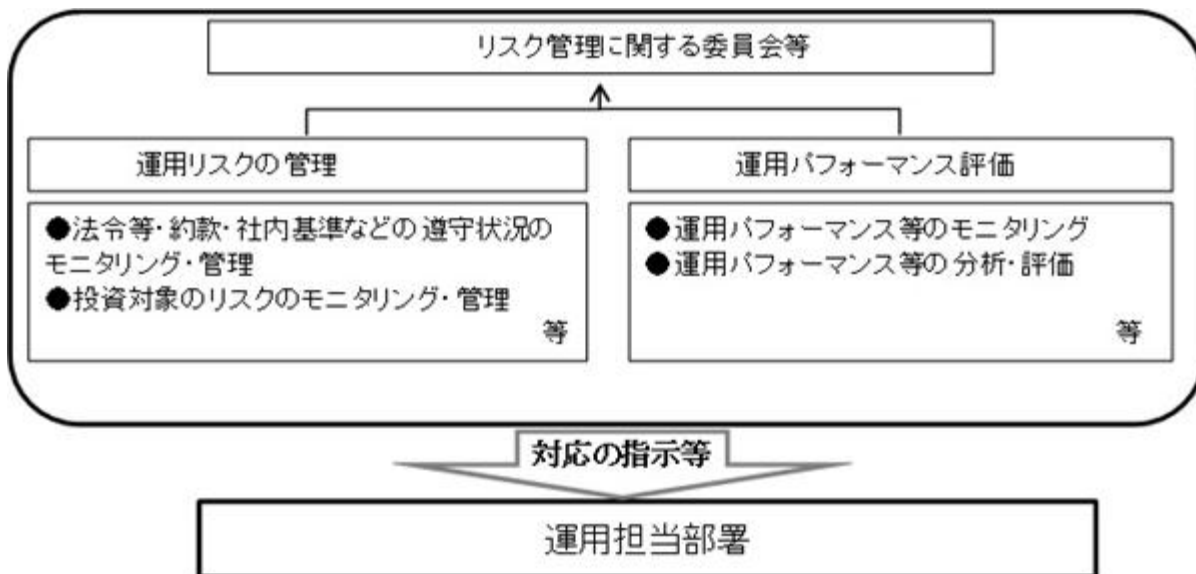 リスク管理に関する委員会等
運用リスクの管理
運用パフォーマンス評価
●法令等・約款・社内基準などの遵守状況の
モニタリング・管理
●投資対象のリスクのモニタリング・管理
等
●運用パフォーマンス等のモニタリング
●運用パフォーマンス等の分析・評価
等
対応の指示等
運用担当部署